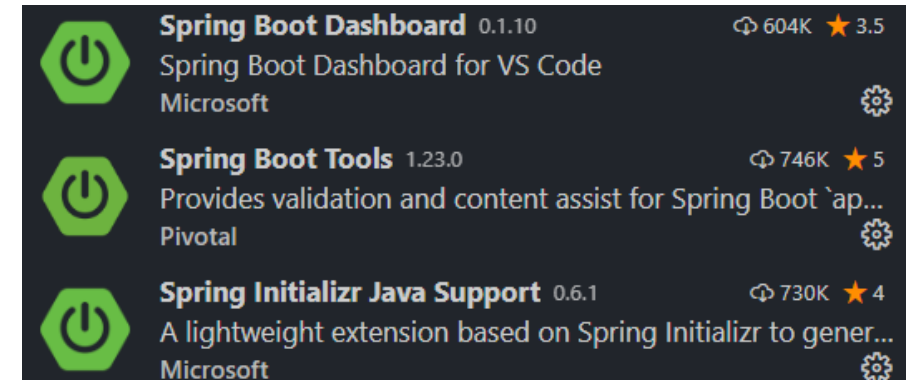 Spring Boot Dashboard 0.1.10 604K 3.5
Spring Boot Dashboard for VS Code
Microsoft
Spring Boot Tools 1.23.0 746K 5
Provides validation and content assist for Spring Boot `ap...
Pivotal
Spring Initializr Java Support 0.6.1 730K 4
A lightweight extension based on Spring Initializr to gener...
Microsoft